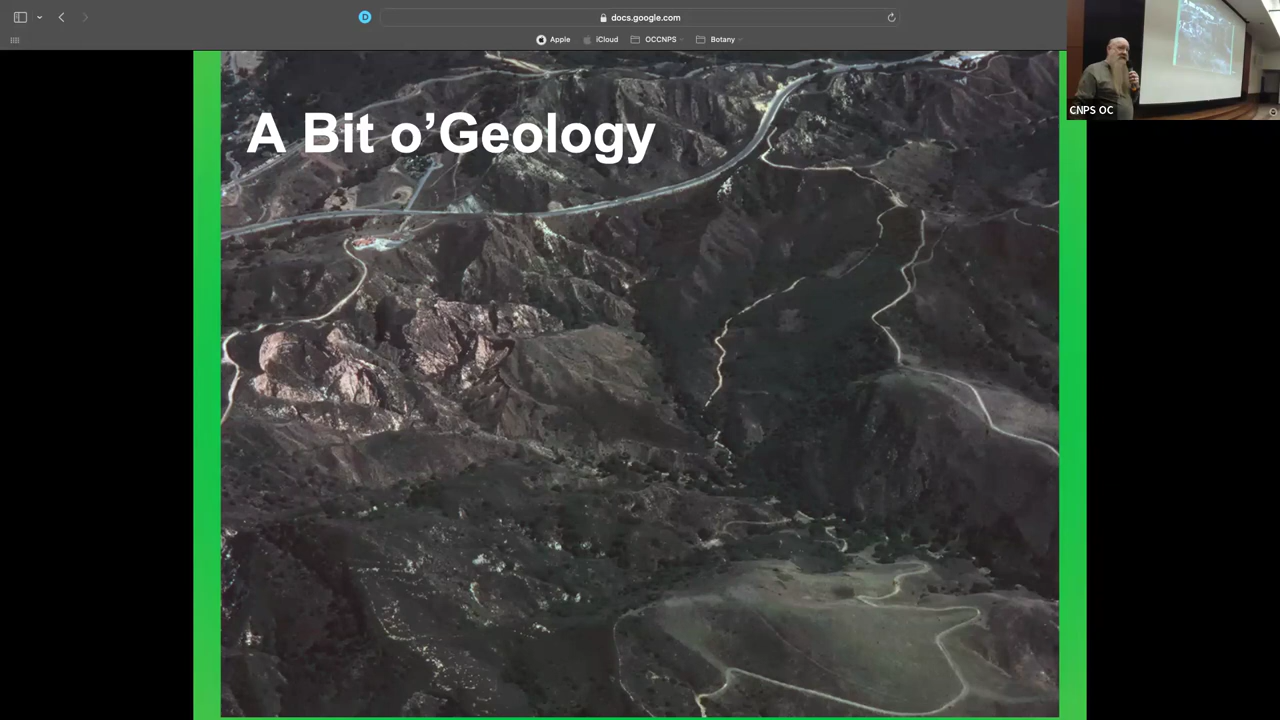 docs.google.com
Apple
iCloud
OCCNPS
Botany
A Bit o’Geology
CNPS OC